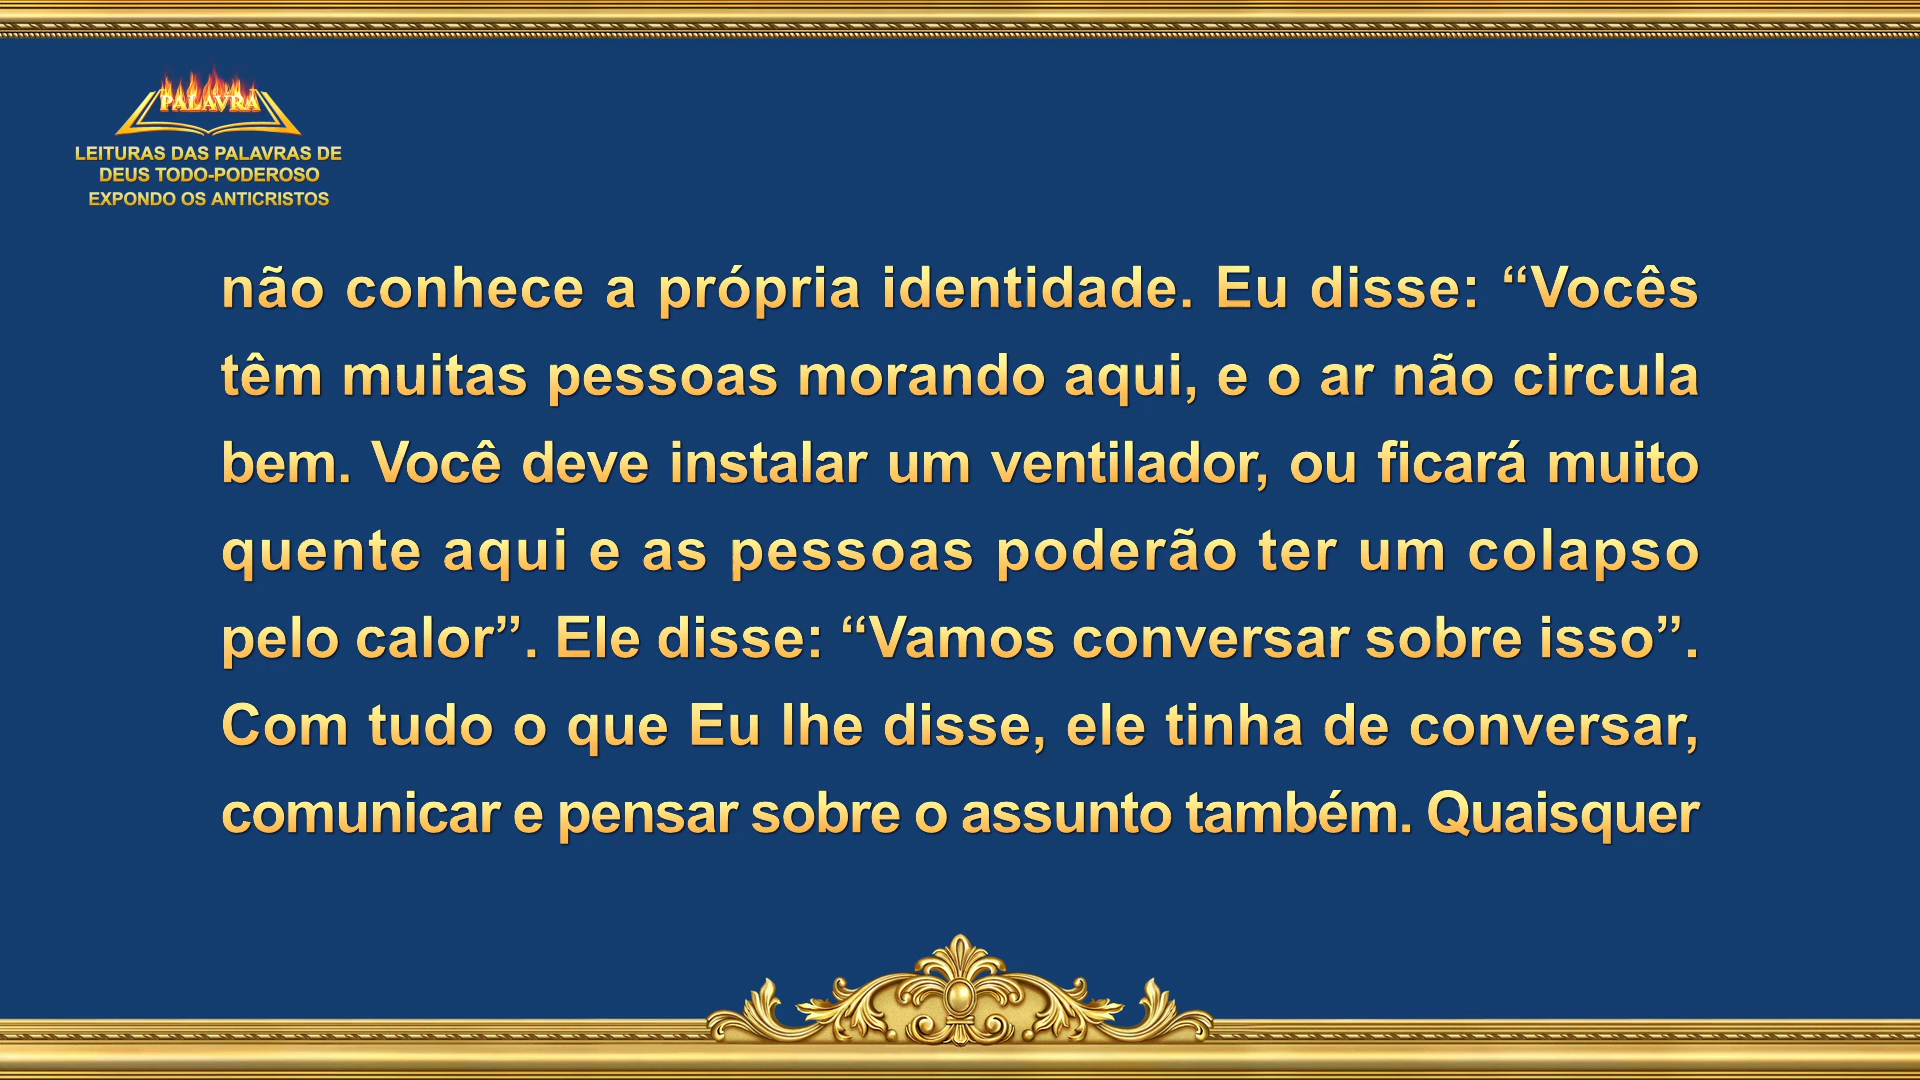 PALAVRA
LEITURAS DAS PALAVRAS DE
DEUS TODO-PODEROSO
EXPONDO OS ANTICRISTOS
não conhece a própria identidade. Eu disse: “Vocês
têm muitas pessoas morando aqui, e o ar não circula
bem. Você deve instalar um ventilador, ou ficará muito
quente aqui e as pessoas poderão ter um colapso
pelo calor”. Ele disse: “Vamos conversar sobre isso”.
Com tudo o que Eu lhe disse, ele tinha de conversar,
comunicar e pensar sobre o assunto também. Quaisquer